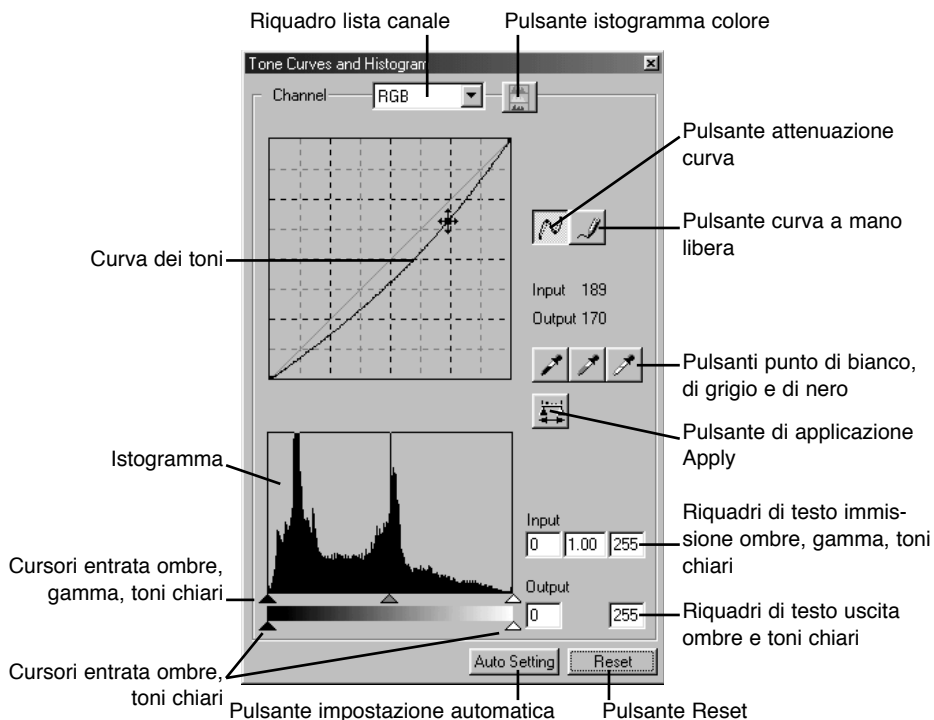 Riquadro lista canale
Pulsante istogramma colore
Tone Curves and Histogram
Channel
RGB
Pulsante attenuazione
curva
Pulsante curva a mano
libera
Curva dei toni
Input 189
Output 170
Pulsanti punto di bianco,
di grigio e di nero
Pulsante di applicazione
Apply
Istogramma
Input
0 1.00 255
Riquadri di testo immis-
sione ombre, gamma, toni
chiari
Cursori entrata ombre,
gamma, toni chiari
Output
0 255
Riquadri di testo uscita
ombre e toni chiari
Cursori entrata ombre,
toni chiari
Auto Setting
Reset
Pulsante impostazione automatica
Pulsante Reset